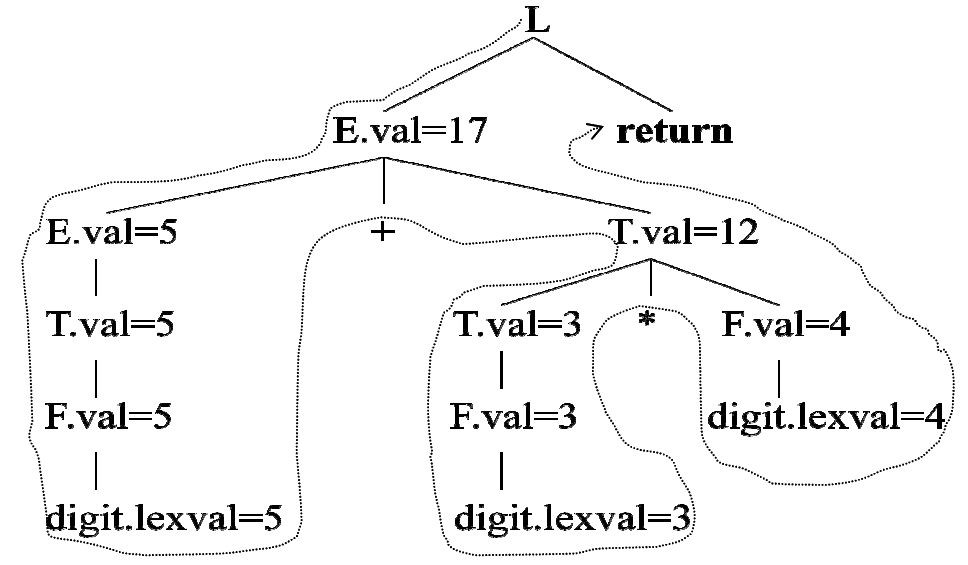 L
E.val=17 return
E.val=5 + T.val=12
T.val=5 T.val=3 * F.val=4
F.val=5 F.val=3 digit.lexval=4
digit.lexval=5 digit.lexval=3